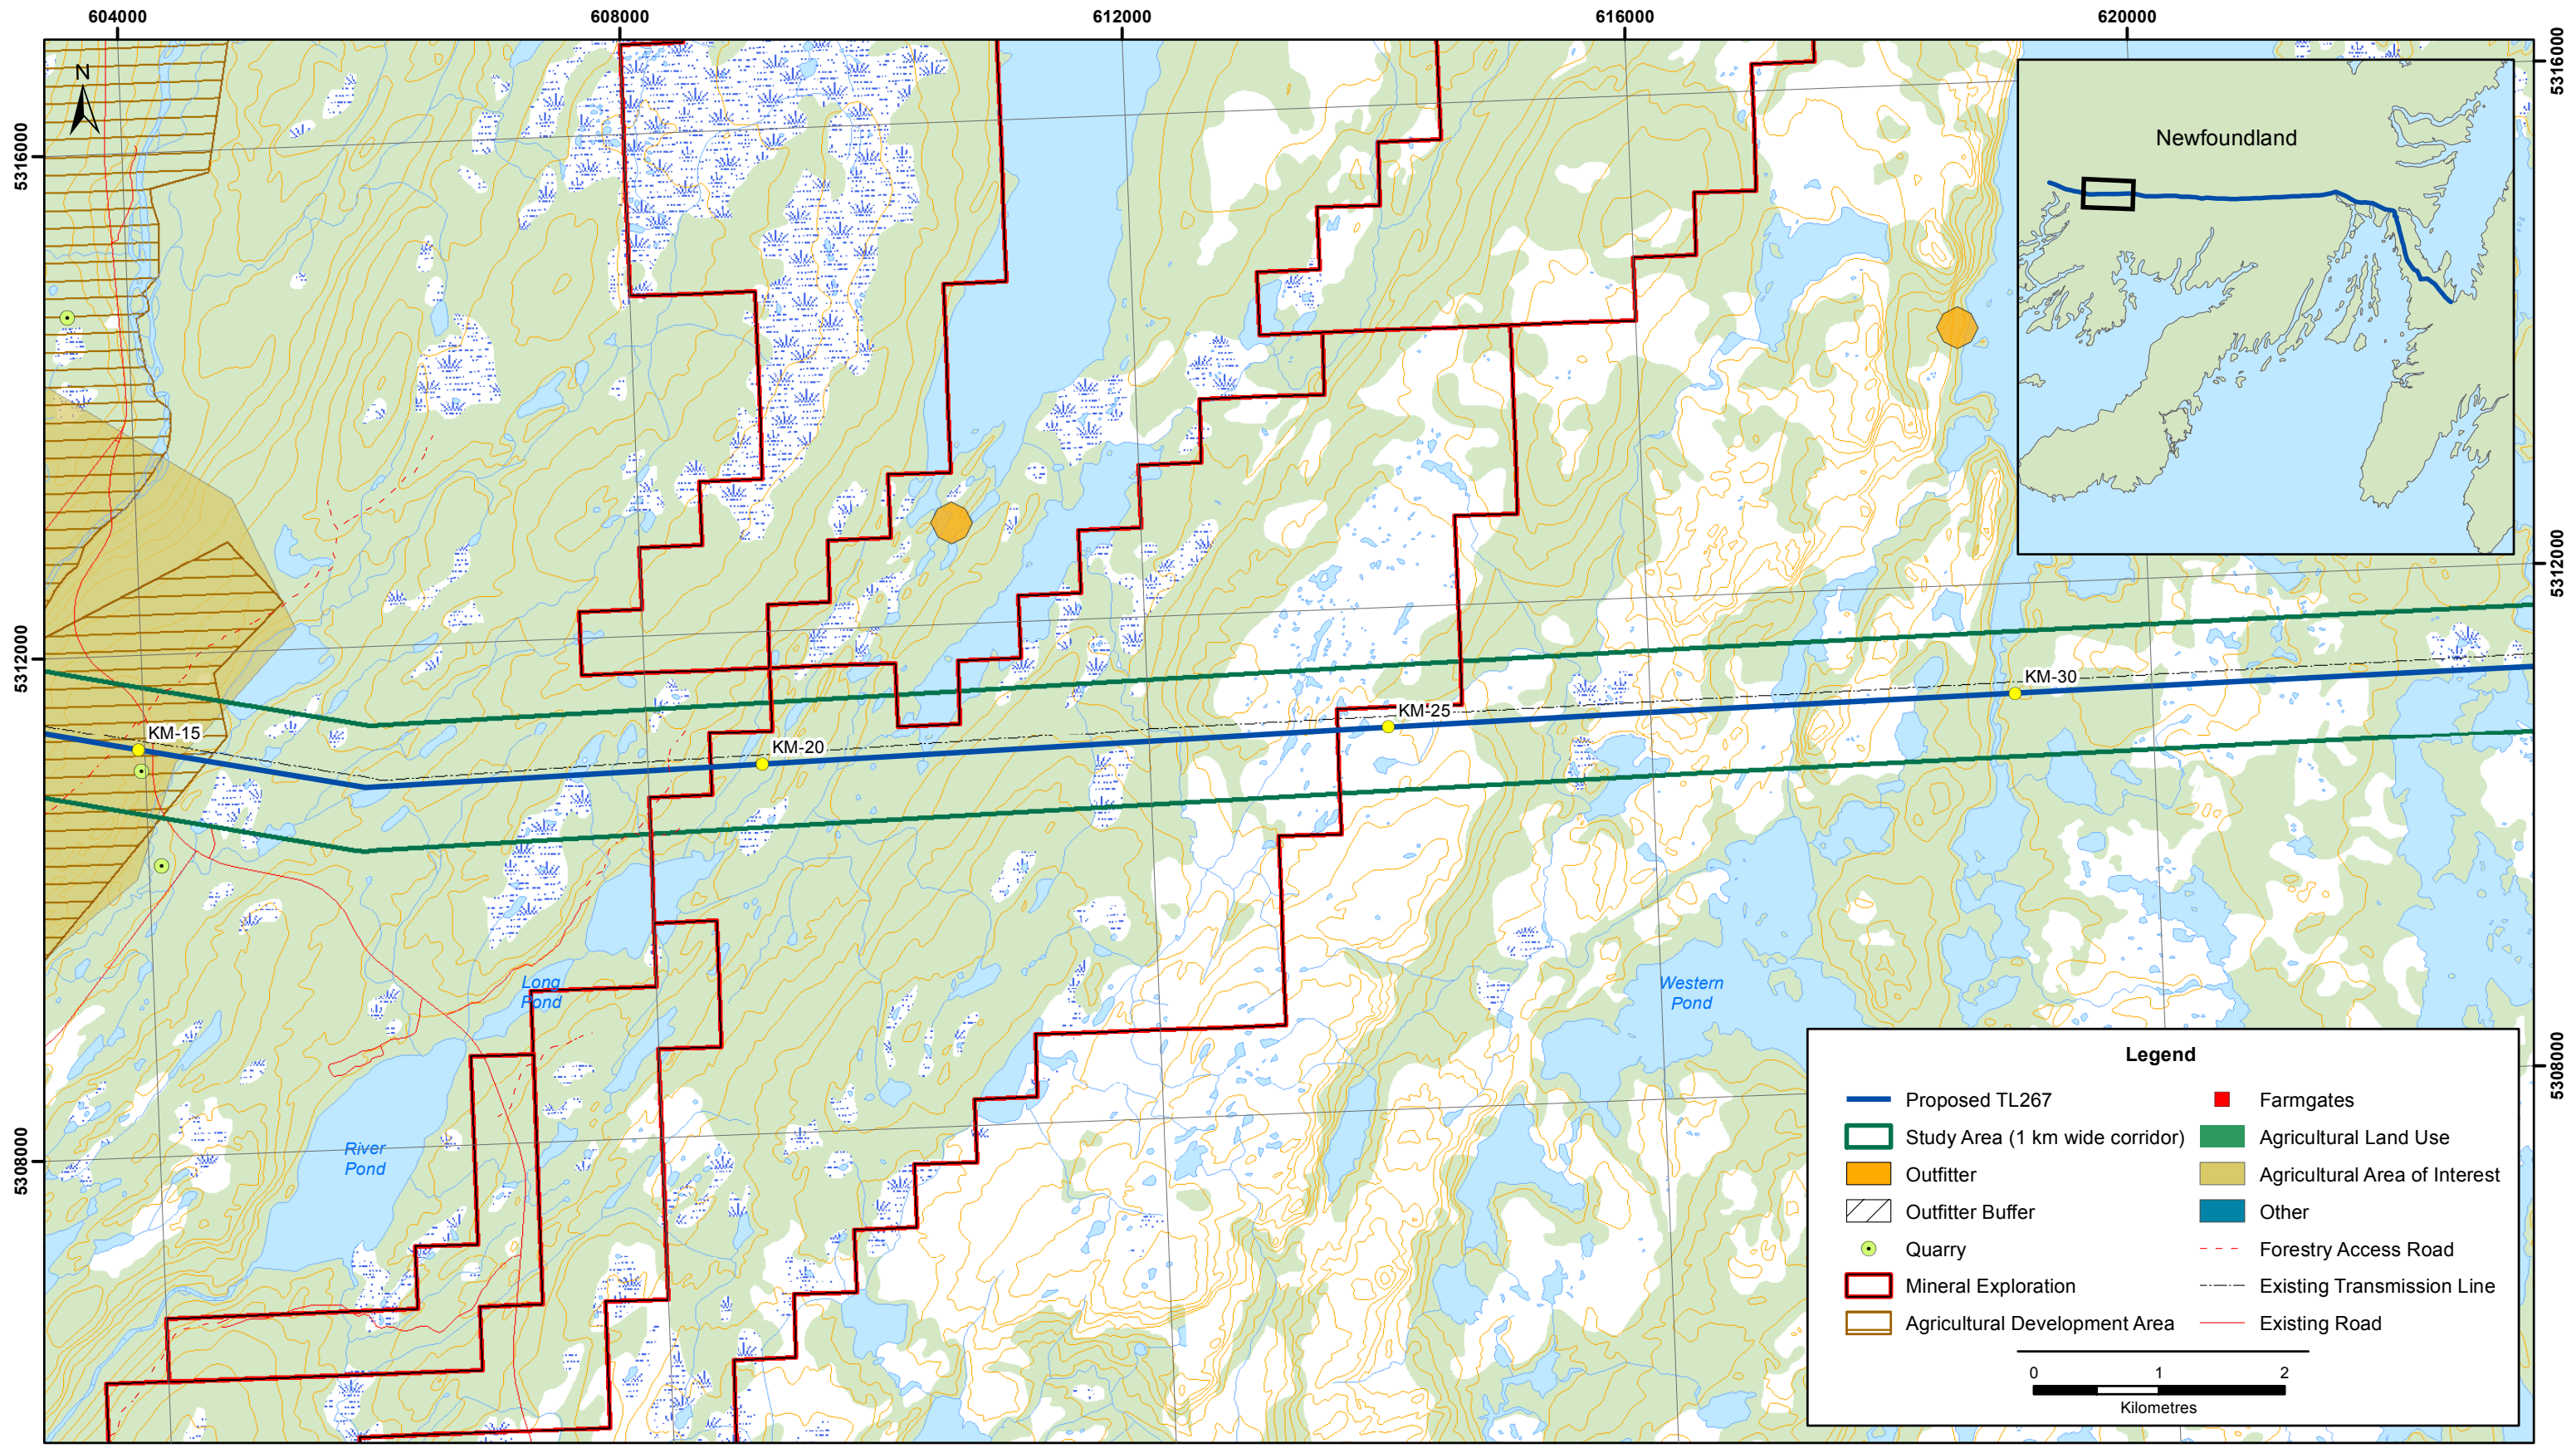 604000
608000
612000
616000
620000
N
5316000
5316000
Newfoundland
5312000
5312000
KM-15
KM-20
KM-25
KM-30
Long
Pond
Western
Pond
River
Pond
5308000
5308000
Legend
Proposed TL267
Study Area (1 km wide corridor)
Outfitter
Outfitter Buffer
Quarry
Mineral Exploration
Agricultural Development Area
Farmgates
Agricultural Land Use
Agricultural Area of Interest
Other
Forestry Access Road
Existing Transmission Line
Existing Road
0 1 2
Kilometres